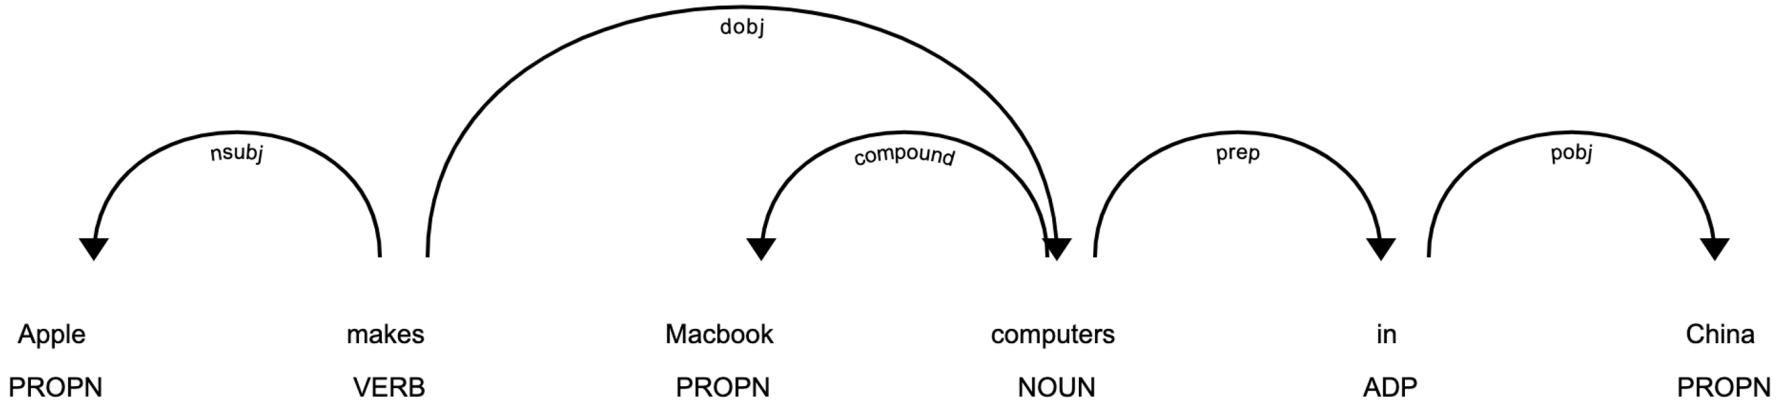 dobj
nsubj compound prep pobj
Apple makes Macbook computers in China
PROPN VERB PROPN NOUN ADP PROPN